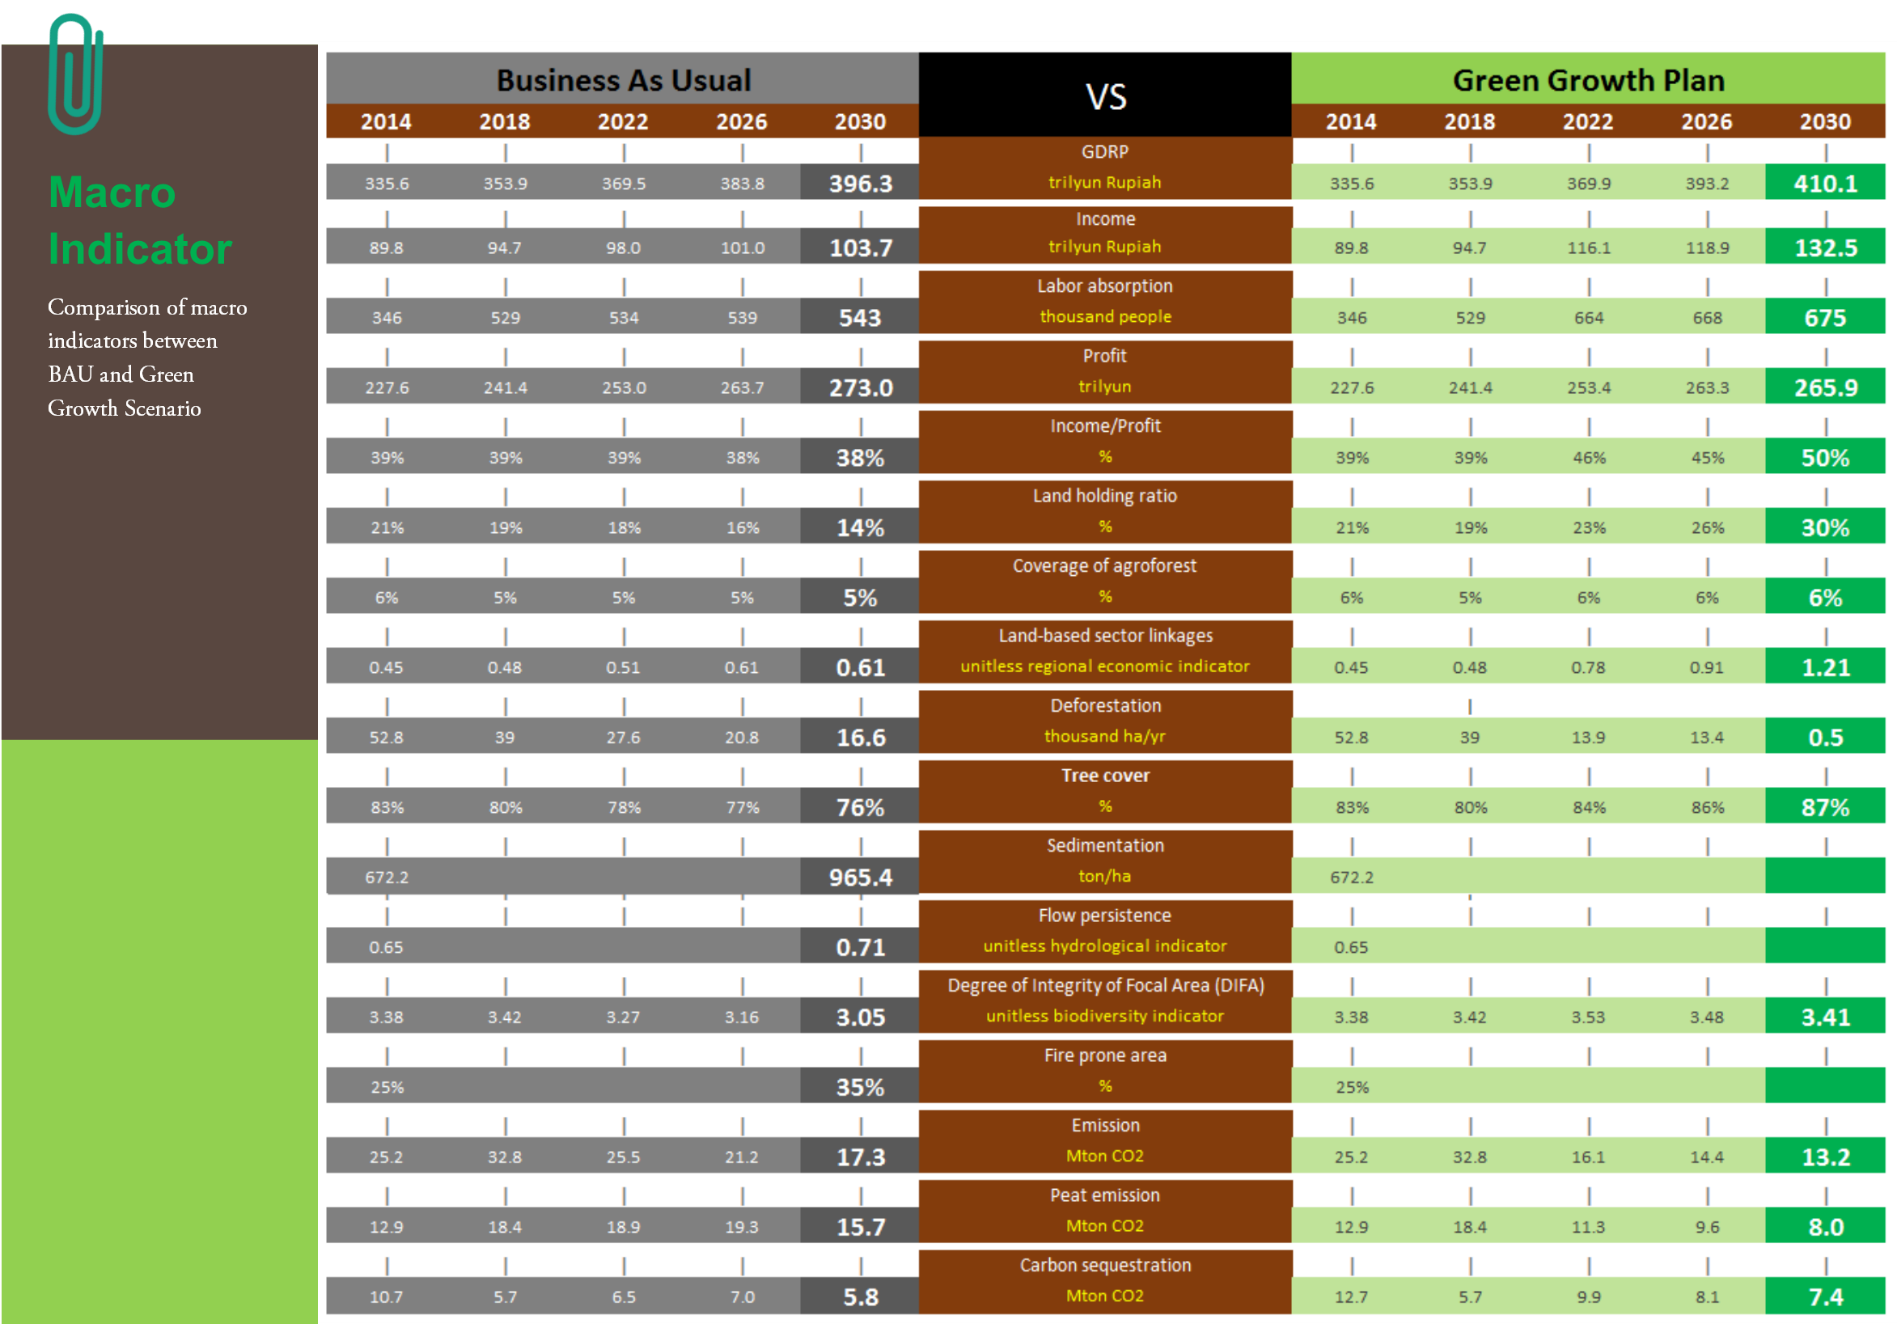 Macro
Indicator
Comparison of macro
indicators between
BAU and Green
Growth Scenario
Business As Usual VS Green Growth Plan
2014 2018 2022 2026 2030 2014 2018 2022 2026 2030
GDRP
335.6 353.9 369.5 383.8 396.3 trilyun Rupiah 335.6 353.9 369.9 393.2 410.1
Income
89.8 94.7 98.0 101.0 103.7 trilyun Rupiah 89.8 94.7 116.1 118.9 132.5
Labor absorption
346 529 534 539 543 thousand people 346 529 664 668 675
Profit
227.6 241.4 253.0 263.7 273.0 trilyun 227.6 241.4 253.4 263.3 265.9
Income/Profit
39% 39% 39% 38% 38% % 39% 39% 46% 45% 50%
Land holding ratio
21% 19% 18% 16% 14% % 21% 19% 23% 26% 30%
Coverage of agroforest
6% 5% 5% 5% 5% % 6% 5% 6% 6% 6%
Land-based sector linkages
0.45 0.48 0.51 0.61 0.61 unitless regional economic indicator 0.45 0.48 0.78 0.91 1.21
Deforestation
52.8 39 27.6 20.8 16.6 thousand ha/yr 52.8 39 13.9 13.4 0.5
Tree cover
83% 80% 78% 77% 76% % 83% 80% 84% 86% 87%
Sedimentation
672.2 965.4 ton/ha 672.2
Flow persistence
0.65 0.71 unitless hydrological indicator 0.65
Degree of Integrity of Focal Area (DIFA)
3.38 3.42 3.27 3.16 3.05 unitless biodiversity indicator 3.38 3.42 3.53 3.48 3.41
Fire prone area
25% 35% % 25%
Emission
25.2 32.8 25.5 21.2 17.3 Mton CO2 25.2 32.8 16.1 14.4 13.2
Peat emission
12.9 18.4 18.9 19.3 15.7 Mton CO2 12.9 18.4 11.3 9.6 8.0
Carbon sequestration
10.7 5.7 6.5 7.0 5.8 Mton CO2 12.7 5.7 9.9 8.1 7.4